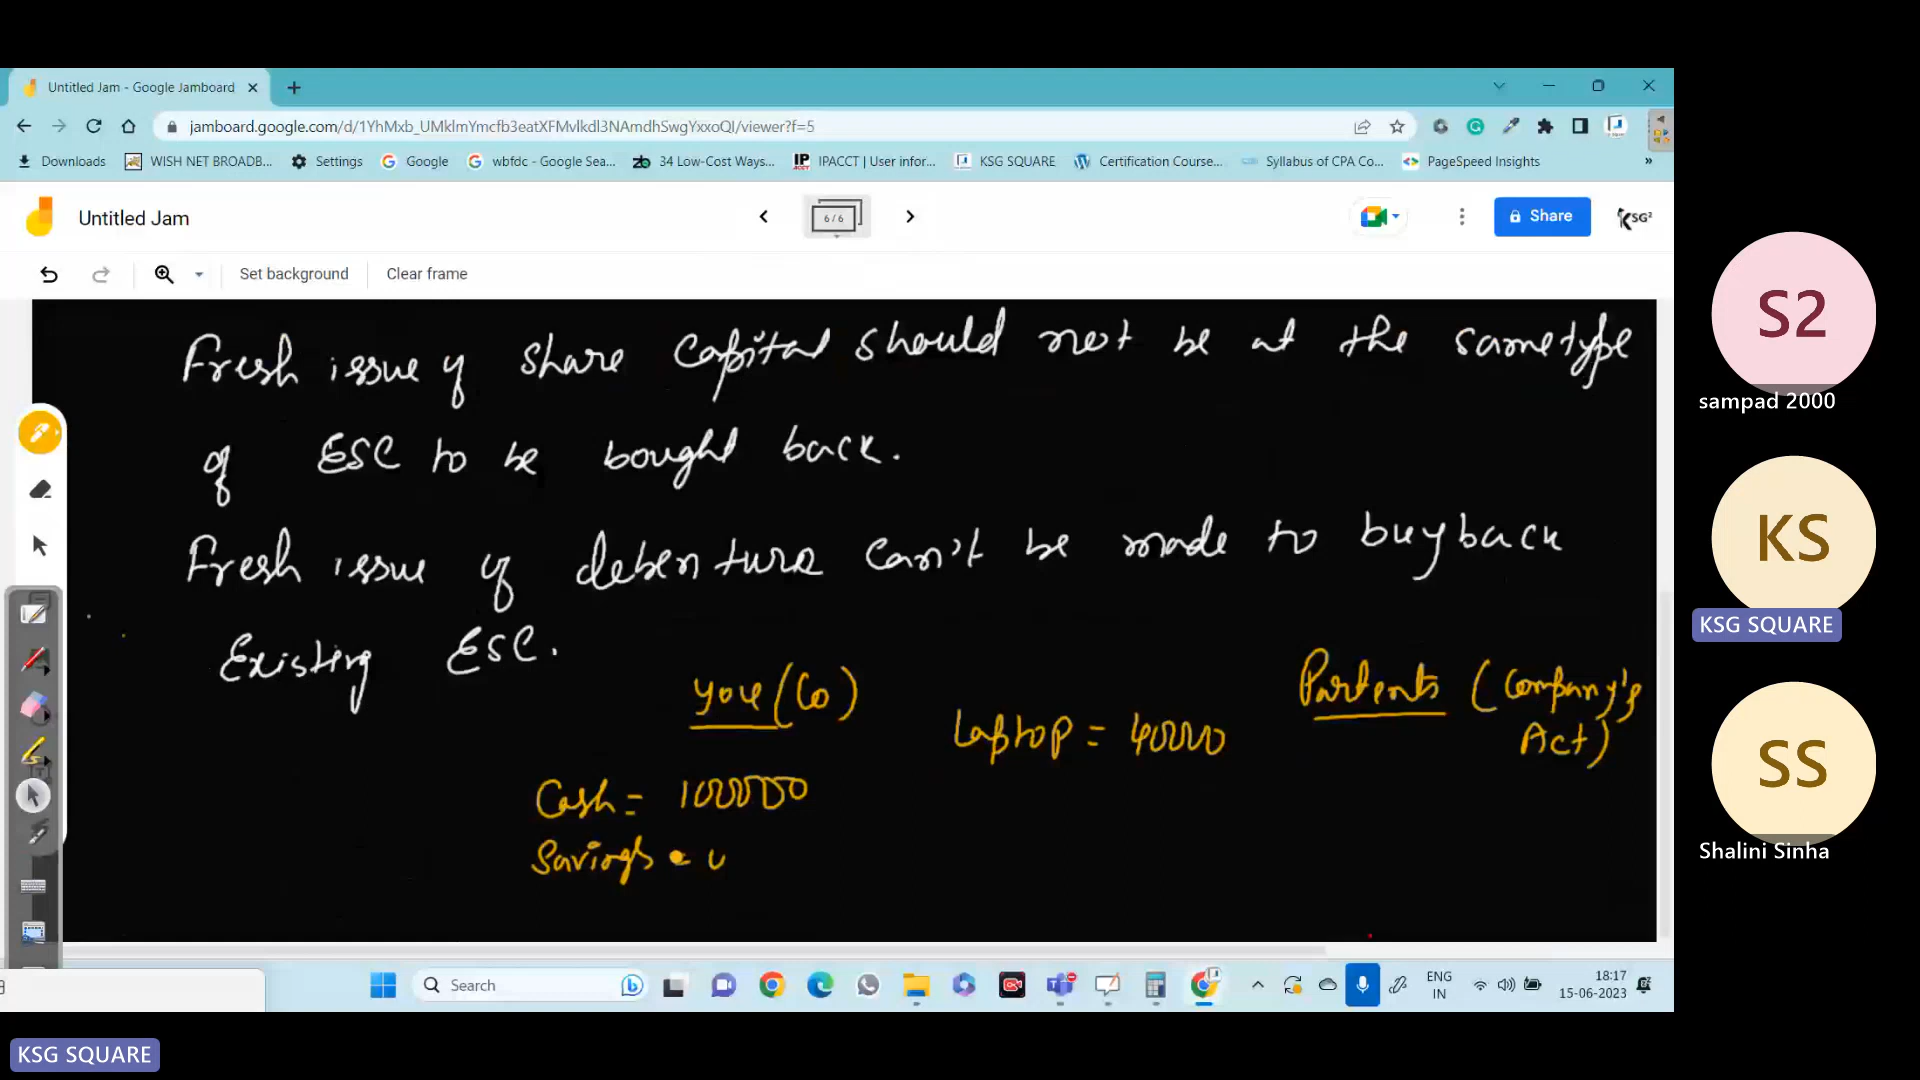 Untitled Jam - Google Jamboard
jamboard.google.com/d/1YhMxb_UMklmYmcfb3eatXFMvlkdl3NAmdhSwgYxxoQI/viewer?f=5
Downloads WISH NET BROADB... Settings Google wbfdc - Google Sea... 34 Low-Cost Ways... IPACCT | User infor... KSG SQUARE Certification Course... Syllabus of CPA Co... PageSpeed Insights »
Untitled Jam
6 / 6
Share
KSG²
Set background Clear frame
Fresh issue of share capital should not be at the same type
of ESC to be bought back.
Fresh issue of debenture can't be made to buyback
Existing ESC.
you (Co)
Partents (Company's
Act)
Laptop = 40000
Cash = 1000000
Savings
S2
sampad 2000
KS
KSG SQUARE
SS
Shalini Sinha
Search
ENG
IN
18:17
15-06-2023
KSG SQUARE